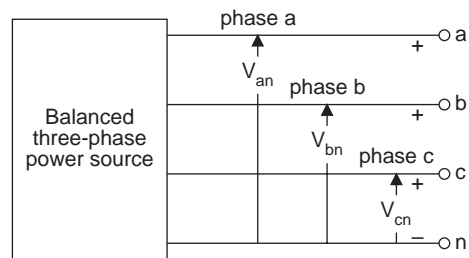 phase a
a
+
V_an
phase b
b
+
Balanced
three-phase
power source
V_bn
phase c
c
+
V_cn
–
n